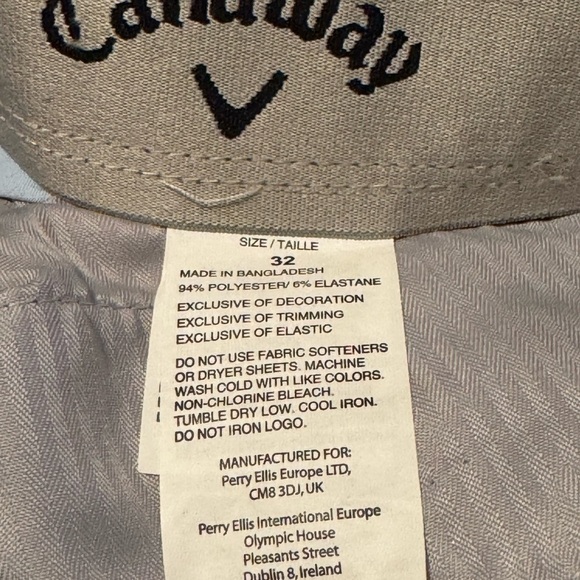 Callaway
SIZE / TAILLE
32
MADE IN BANGLADESH
94% POLYESTER/ 6% ELASTANE
EXCLUSIVE OF DECORATION
EXCLUSIVE OF TRIMMING
EXCLUSIVE OF ELASTIC
DO NOT USE FABRIC SOFTENERS
OR DRYER SHEETS. MACHINE
WASH COLD WITH LIKE COLORS.
NON-CHLORINE BLEACH.
TUMBLE DRY LOW. COOL IRON.
DO NOT IRON LOGO.
MANUFACTURED FOR:
Perry Ellis Europe LTD,
CM8 3DJ, UK
Perry Ellis International Europe
Olympic House
Pleasants Street
Dublin 8, Ireland